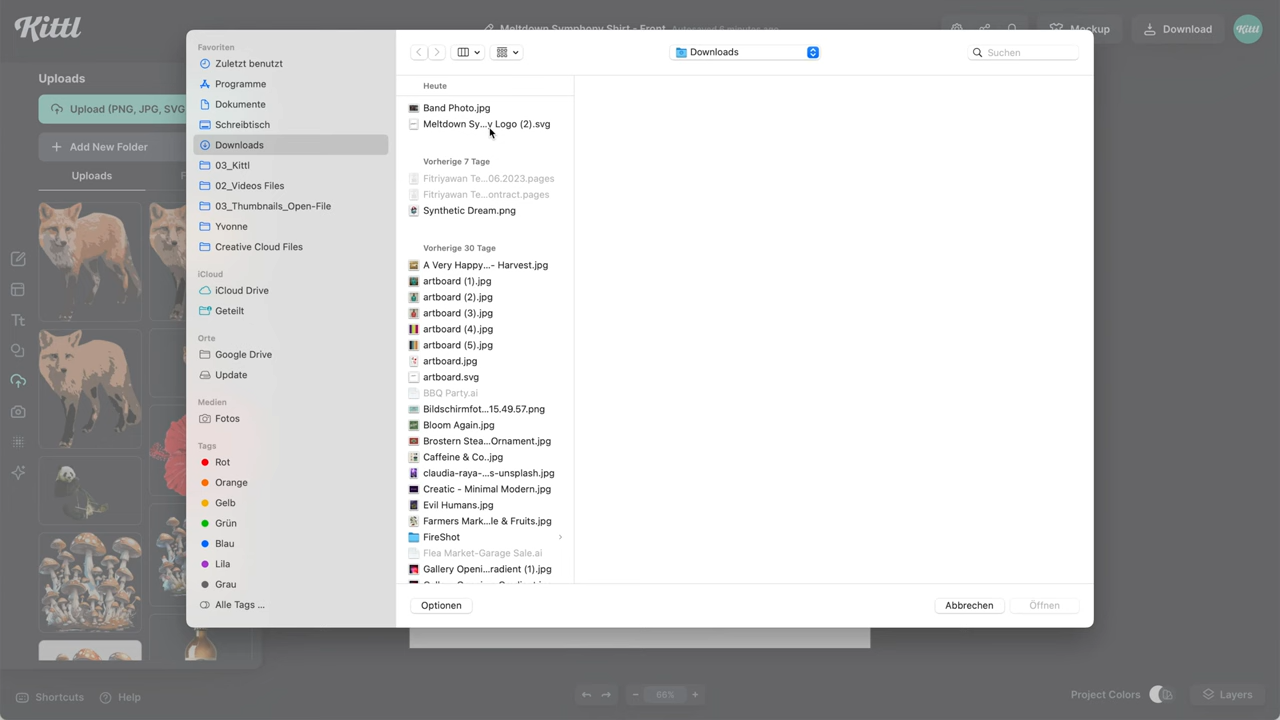 Kittl
Meltdown Symphony Shirt - Front
Autosaved 6 minutes ago
Mockup
Download
Kittl
Uploads
Upload (PNG, JPG, SVG
Add New Folder
Uploads
F
Favoriten
Zuletzt benutzt
Programme
Dokumente
Schreibtisch
Downloads
03_Kittl
02_Videos Files
03_Thumbnails_Open-File
Yvonne
Creative Cloud Files
iCloud
iCloud Drive
Geteilt
Orte
Google Drive
Update
Medien
Fotos
Tags
Rot
Orange
Gelb
Grün
Blau
Lila
Grau
Alle Tags ...
Downloads
Suchen
Heute
Band Photo.jpg
Meltdown Sy...y Logo (2).svg
Vorherige 7 Tage
Fitriyawan Te...06.2023.pages
Fitriyawan Te...ontract.pages
Synthetic Dream.png
Vorherige 30 Tage
A Very Happy...- Harvest.jpg
artboard (1).jpg
artboard (2).jpg
artboard (3).jpg
artboard (4).jpg
artboard (5).jpg
artboard.jpg
artboard.svg
BBQ Party.ai
Bildschirmfot...15.49.57.png
Bloom Again.jpg
Brostern Stea...Ornament.jpg
Caffeine & Co..jpg
claudia-raya-...s-unsplash.jpg
Creatic - Minimal Modern.jpg
Evil Humans.jpg
Farmers Mark...le & Fruits.jpg
FireShot
Flea Market-Garage Sale.ai
Gallery Openi...radient (1).jpg
Optionen
Abbrechen
Öffnen
Tt
Shortcuts
Help
66%
Project Colors
Layers